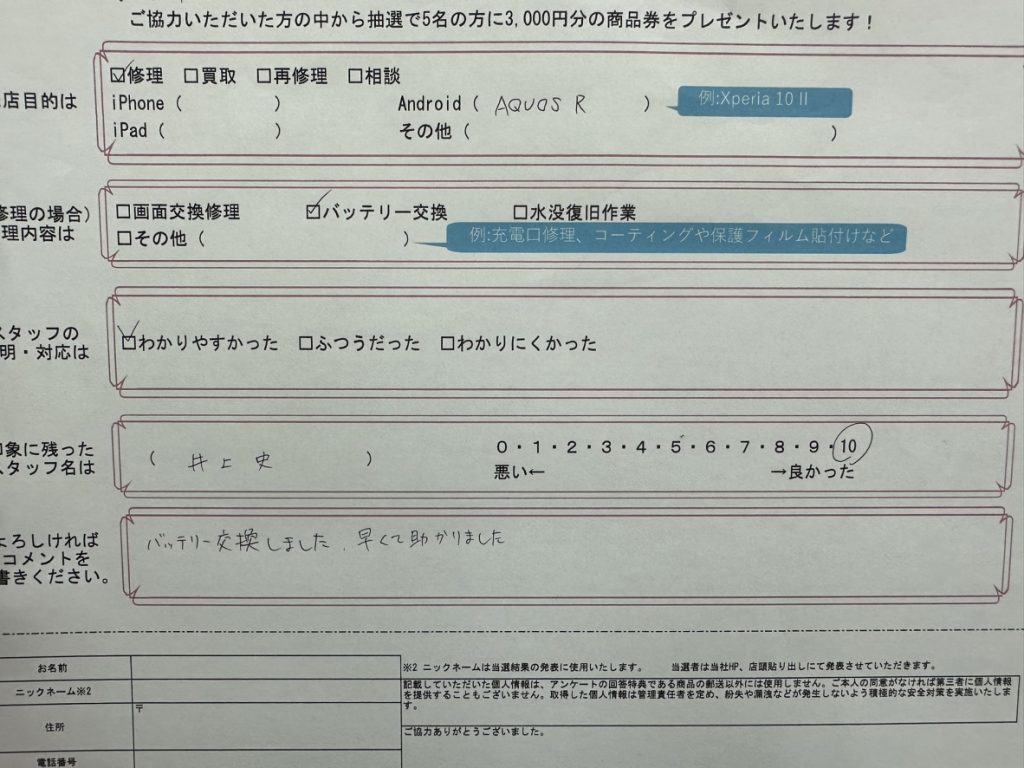 ご協力いただいた方の中から抽選で5名の方に3,000円分の商品券をプレゼントいたします！
店目的は
☑修理 □買取 □再修理 □相談
iPhone（ ） Android（ AQUOS R ） 例:Xperia 10 II
iPad（ ） その他（ ）
修理の場合）
理内容は
□画面交換修理 ☑バッテリー交換 □水没復旧作業
□その他（ ） 例:充電口修理、コーティングや保護フィルム貼付けなど
スタッフの
明・対応は
☑わかりやすかった □ふつうだった □わかりにくかった
印象に残った
スタッフ名は
（ 井上 史 ） 0・1・2・3・4・5・6・7・8・9・10
悪い← →良かった
よろしければ
コメントを
書きください。
バッテリー交換しました．早くて助かりました
お名前
ニックネーム※2
住所
〒
電話番号
※2 ニックネームは当選結果の発表に使用いたします。 当選者は当社HP、店頭貼り出しにて発表させていただきます。
記載していただいた個人情報は、アンケートの回答特典である商品の郵送以外には使用しません。ご本人の同意がなければ第三者に個人情報
を提供することもございません。取得した個人情報は管理責任者を定め、紛失や漏洩などが発生しないよう積極的な安全対策を実施いたしま
す。
ご協力ありがとうございました。